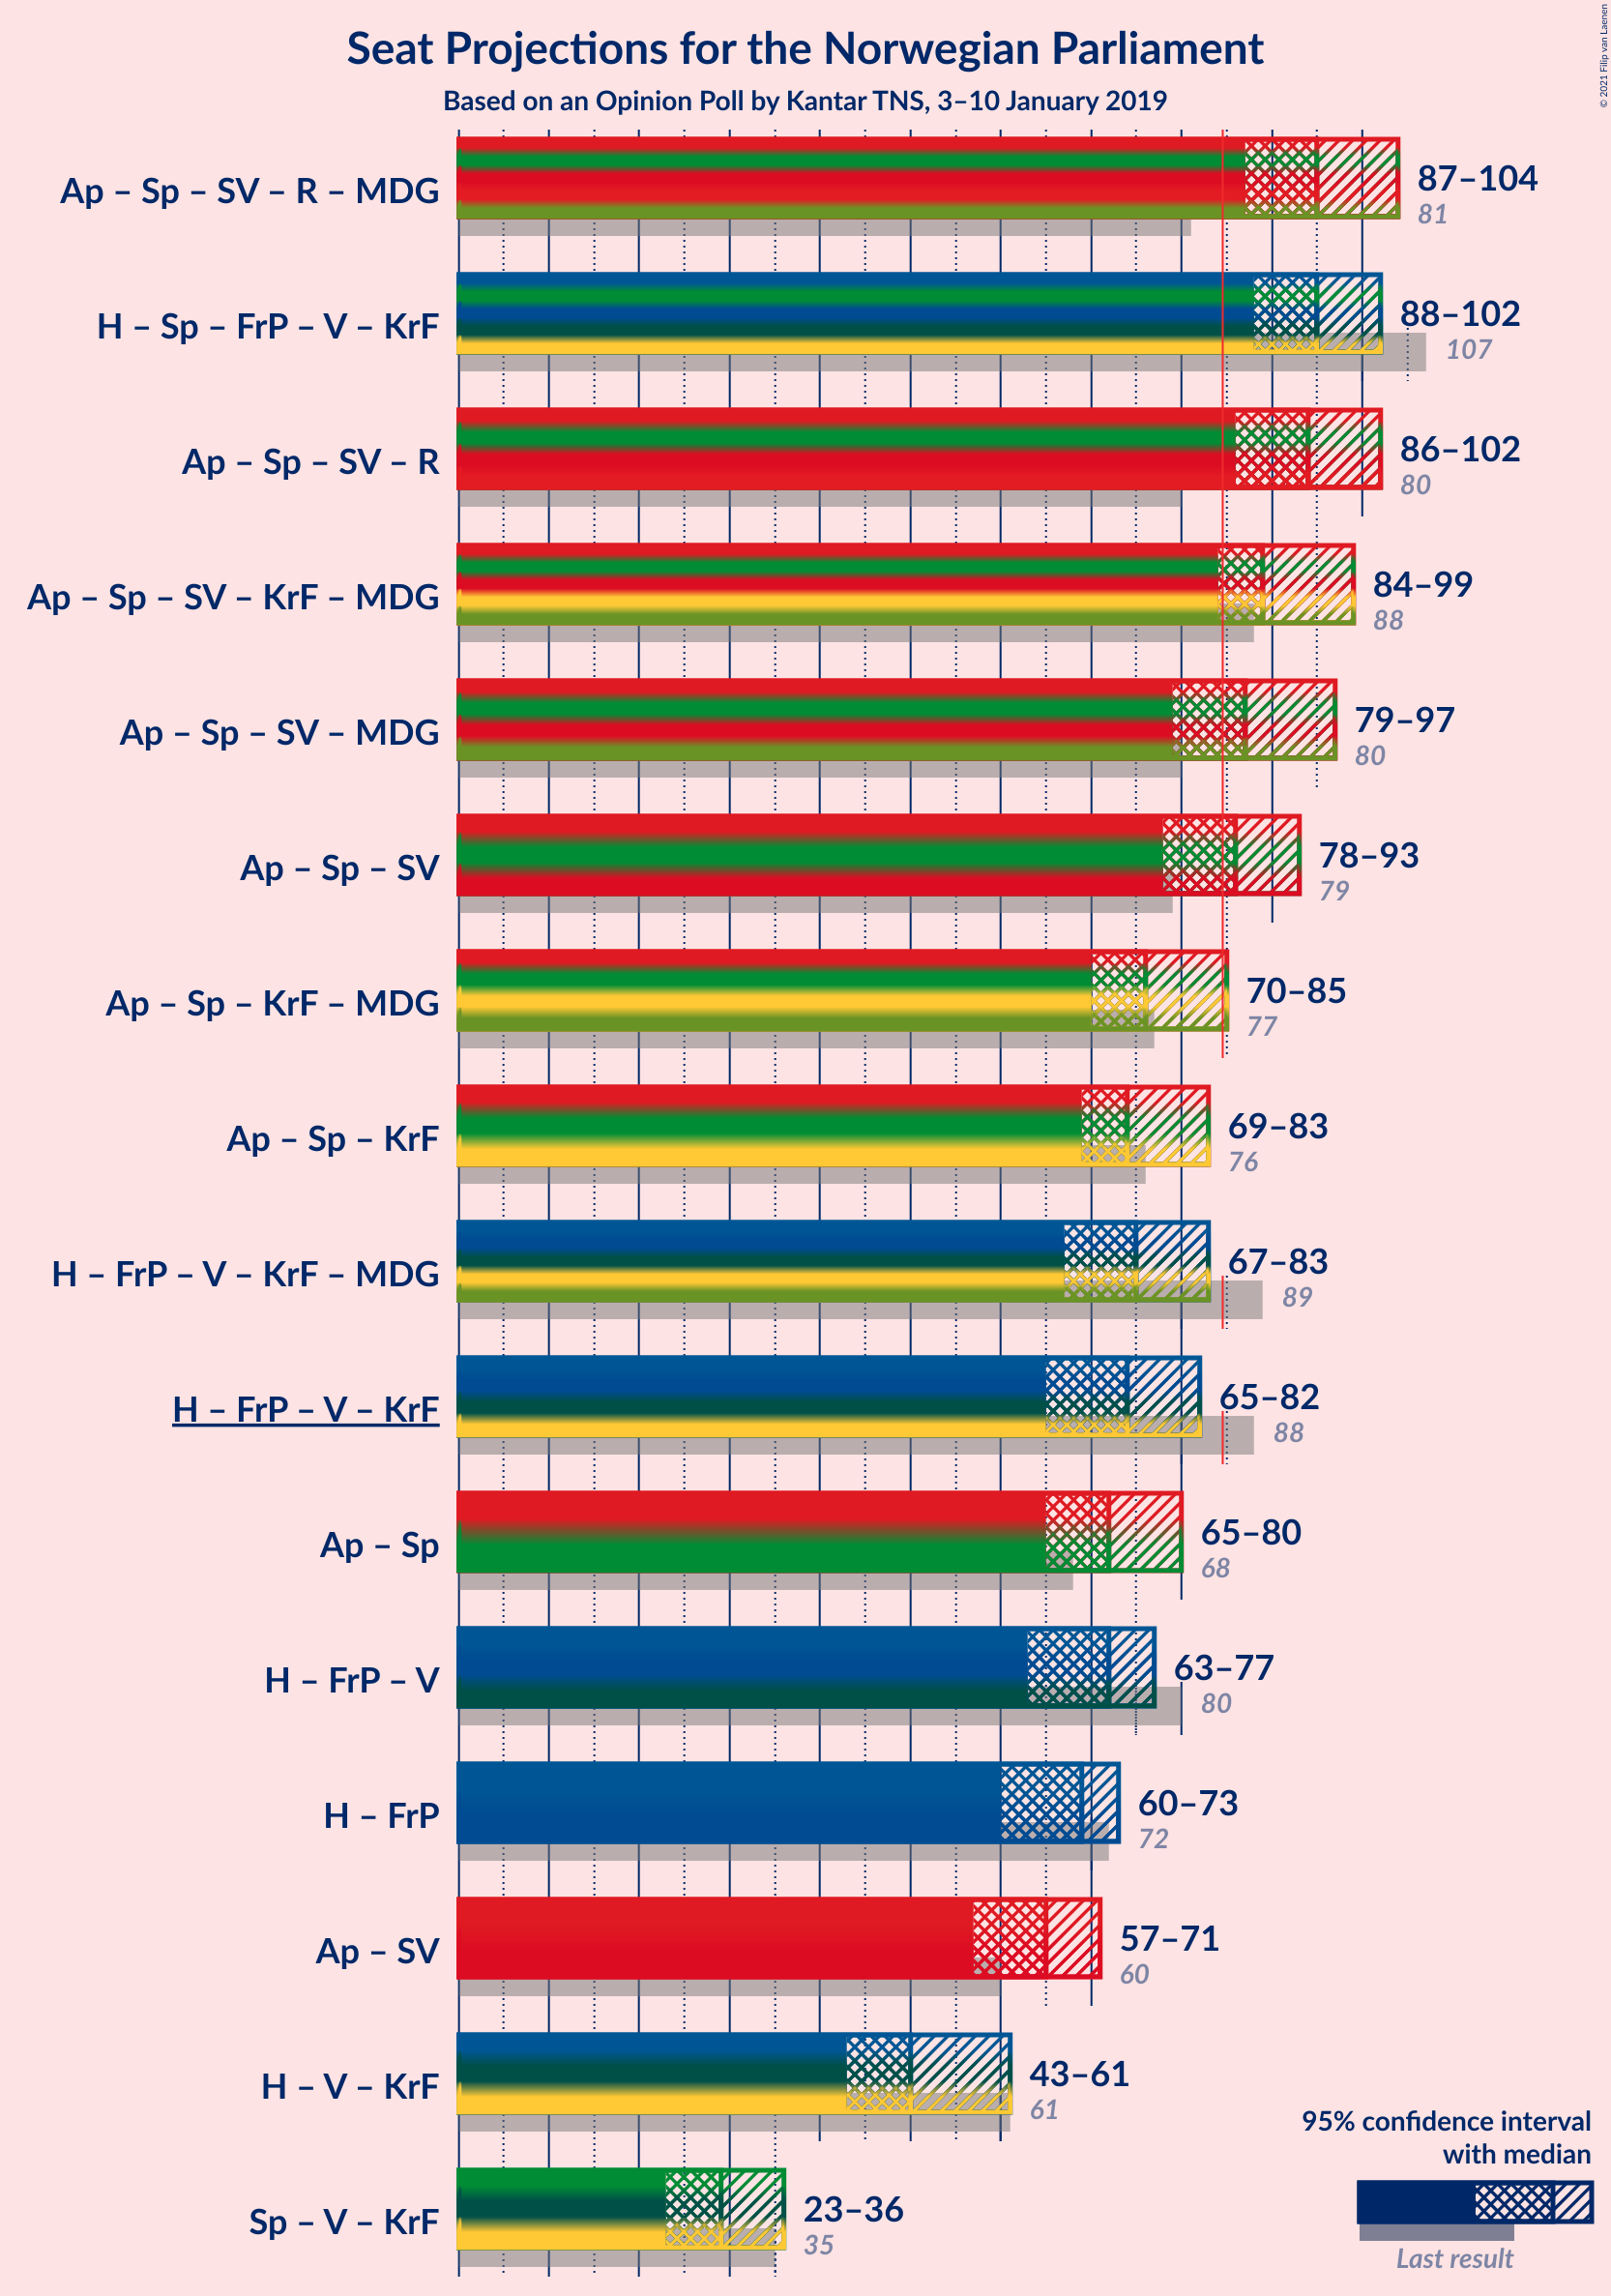 Seat Projections for the Norwegian Parliament
Based on an Opinion Poll by Kantar TNS, 3–10 January 2019
© 2021 Filip van Laenen
Ap – Sp – SV – R – MDG
87–104
81
H – Sp – FrP – V – KrF
88–102
107
Ap – Sp – SV – R
86–102
80
Ap – Sp – SV – KrF – MDG
84–99
88
Ap – Sp – SV – MDG
79–97
80
Ap – Sp – SV
78–93
79
Ap – Sp – KrF – MDG
70–85
77
Ap – Sp – KrF
69–83
76
H – FrP – V – KrF – MDG
67–83
89
H – FrP – V – KrF
65–82
88
Ap – Sp
65–80
68
H – FrP – V
63–77
80
H – FrP
60–73
72
Ap – SV
57–71
60
H – V – KrF
43–61
61
Sp – V – KrF
23–36
35
95% confidence interval
with median
Last result